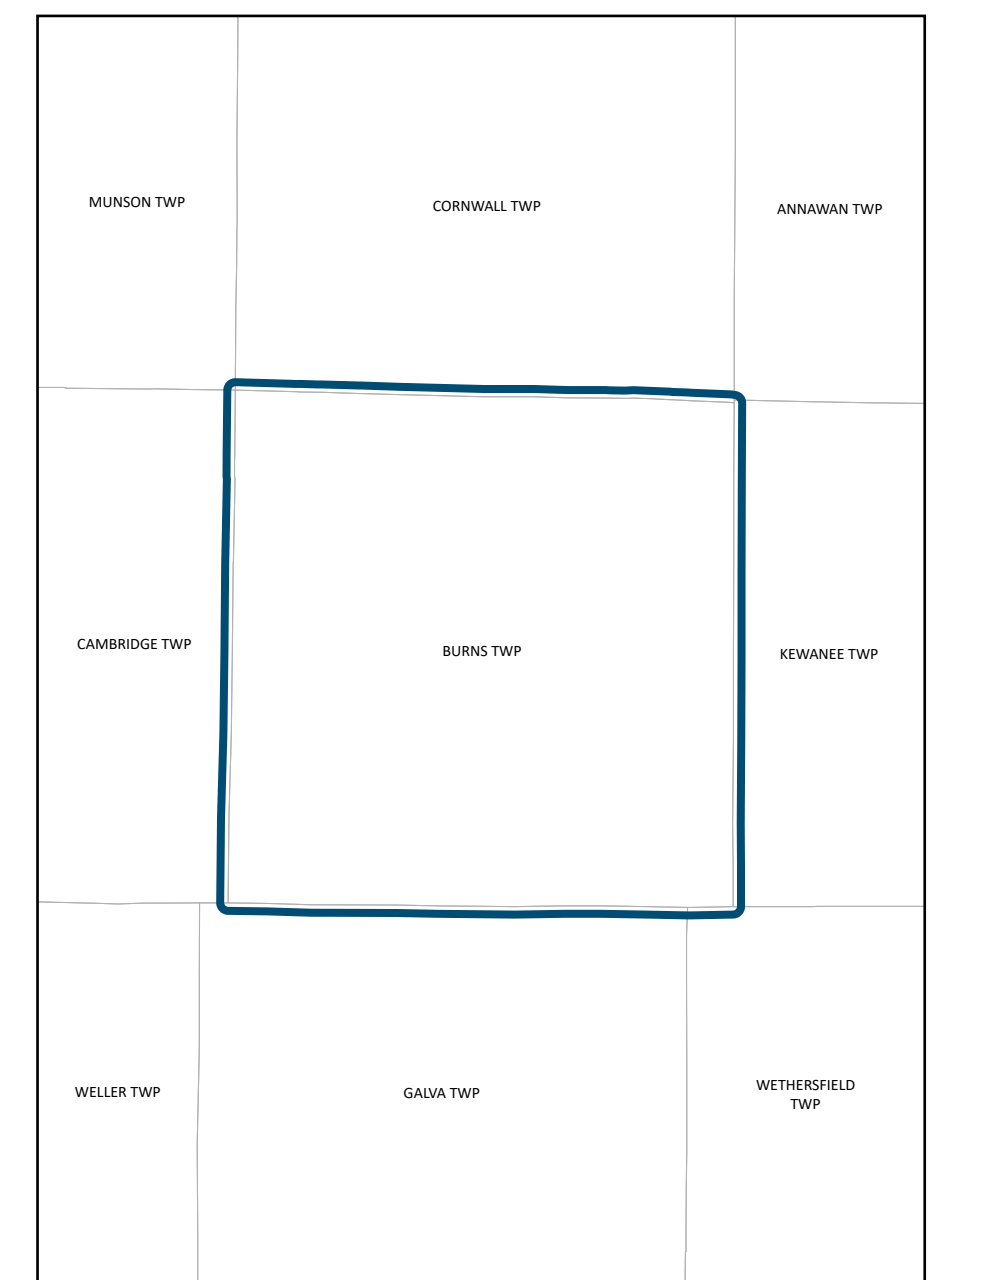 MUNSON TWP
CORNWALL TWP
ANNAWAN TWP
CAMBRIDGE TWP
BURNS TWP
KEWANEE TWP
WELLER TWP
GALVA TWP
WETHERSFIELD
TWP